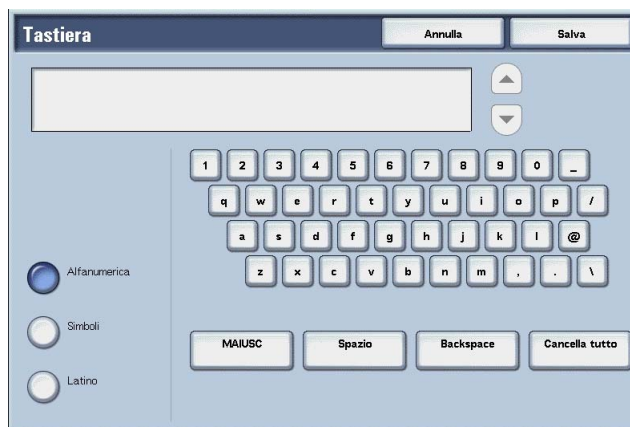 Tastiera Annulla Salva
1 2 3 4 5 6 7 8 9 0 _
q w e r t y u i o p /
a s d f g h j k l @
z x c v b n m , . \
Alfanumerica
Simboli
Latino
MAIUSC Spazio Backspace Cancella tutto